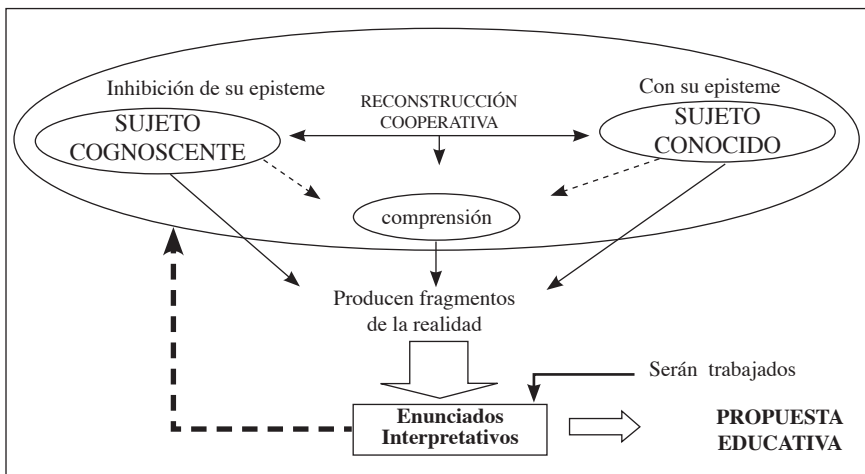 Inhibición de su episteme
Con su episteme
SUJETO
COGNOSCENTE
RECONSTRUCCIÓN
COOPERATIVA
SUJETO
CONOCIDO
comprensión
Producen fragmentos
de la realidad
Serán trabajados
Enunciados
Interpretativos
PROPUESTA
EDUCATIVA